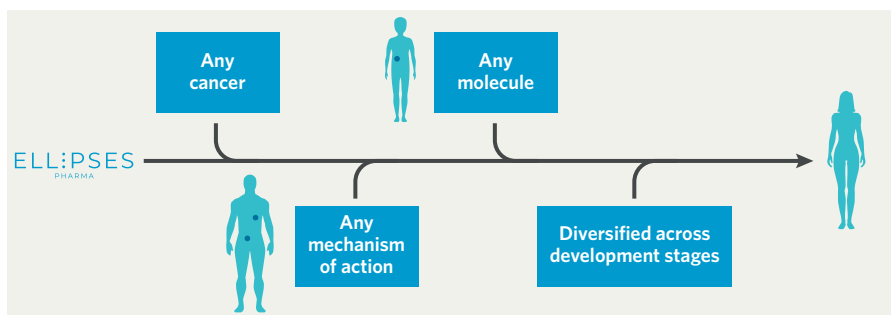 Any
cancer
Any
molecule
ELLIPSES
PHARMA
Any
mechanism
of action
Diversified across
development stages